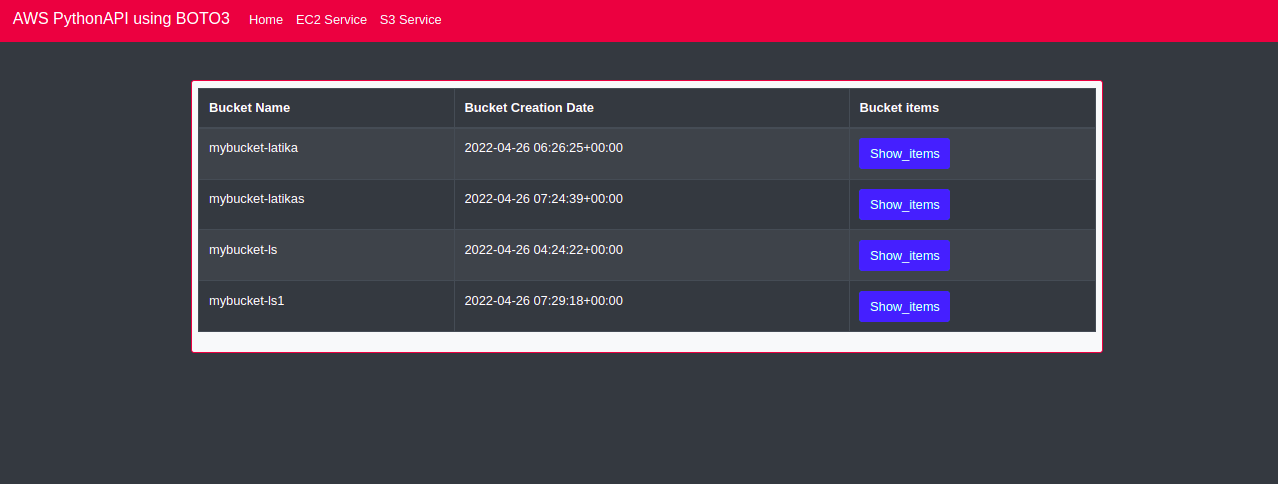 AWS PythonAPI using BOTO3 Home EC2 Service S3 Service
Bucket Name Bucket Creation Date Bucket items
mybucket-latika 2022-04-26 06:26:25+00:00 Show_items
mybucket-latikas 2022-04-26 07:24:39+00:00 Show_items
mybucket-ls 2022-04-26 04:24:22+00:00 Show_items
mybucket-ls1 2022-04-26 07:29:18+00:00 Show_items